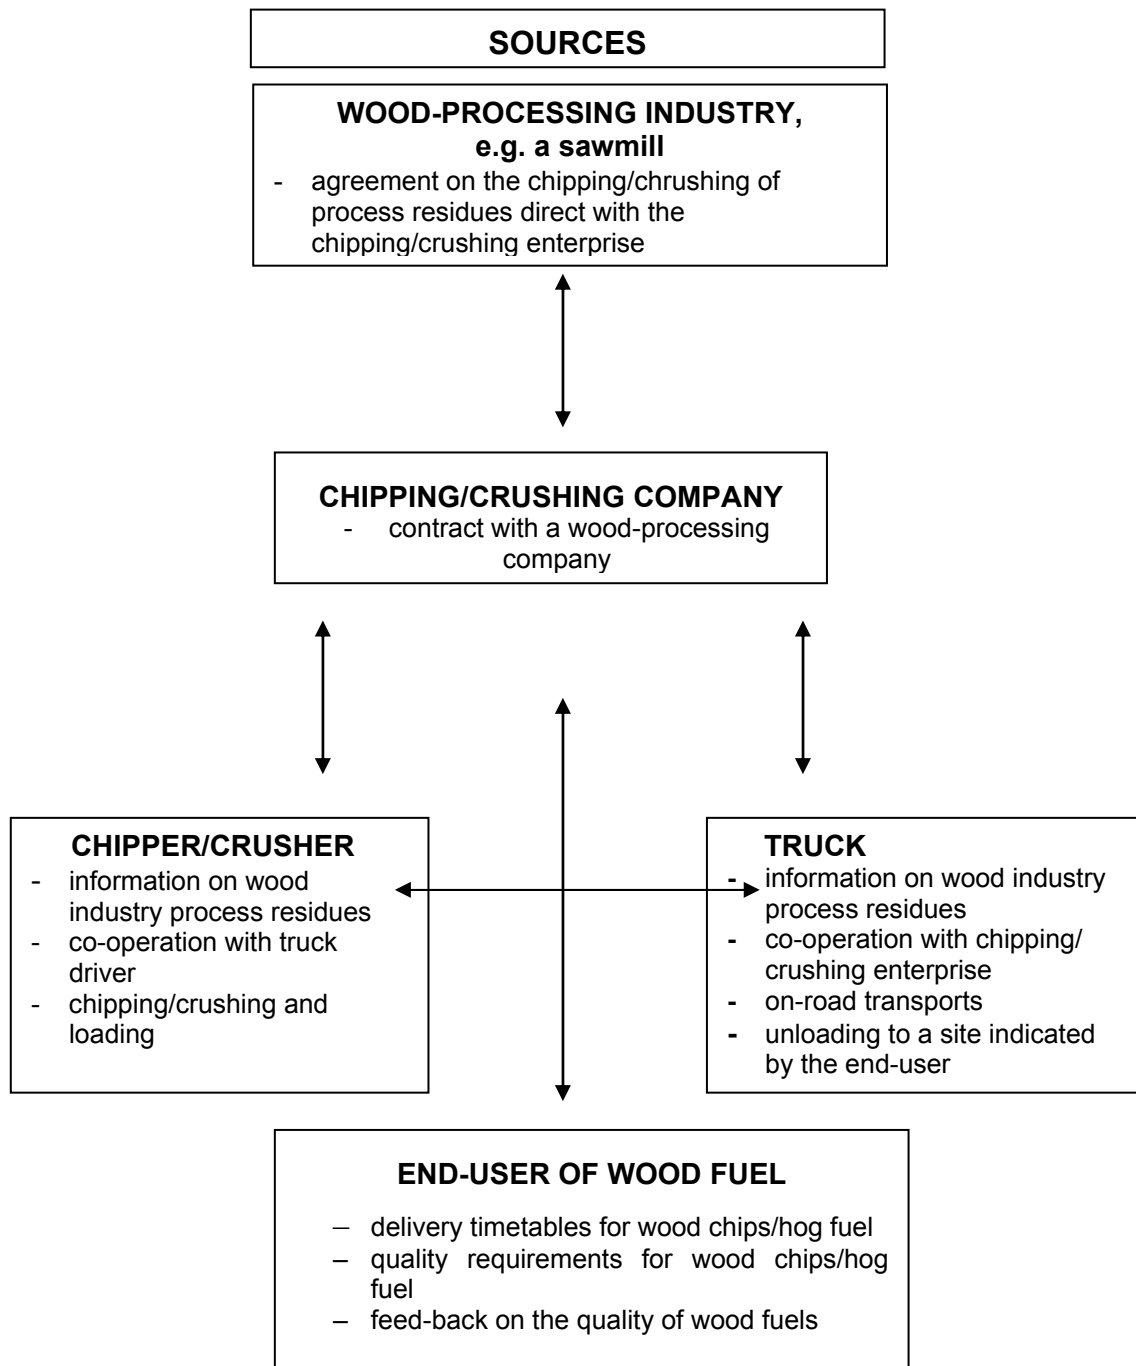 SOURCES
WOOD-PROCESSING INDUSTRY,
e.g. a sawmill
- agreement on the chipping/chrushing of
process residues direct with the
chipping/crushing enterprise
CHIPPING/CRUSHING COMPANY
- contract with a wood-processing
company
CHIPPER/CRUSHER
- information on wood
industry process residues
- co-operation with truck
driver
- chipping/crushing and
loading
TRUCK
- information on wood industry
process residues
- co-operation with chipping/
crushing enterprise
- on-road transports
- unloading to a site indicated
by the end-user
END-USER OF WOOD FUEL
– delivery timetables for wood chips/hog fuel
– quality requirements for wood chips/hog
fuel
– feed-back on the quality of wood fuels